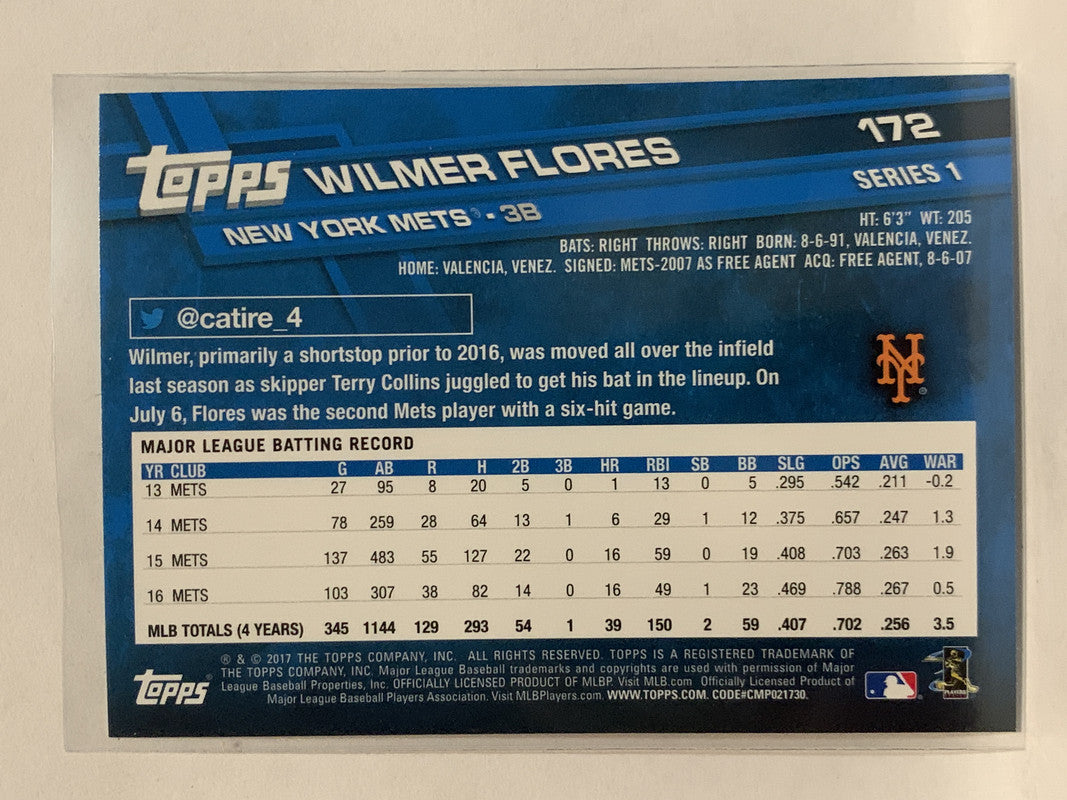 topps WILMER FLORES 172
NEW YORK METS® - 3B SERIES 1
HT: 6'3" WT: 205
BATS: RIGHT THROWS: RIGHT BORN: 8-6-91, VALENCIA, VENEZ.
HOME: VALENCIA, VENEZ. SIGNED: METS-2007 AS FREE AGENT ACQ: FREE AGENT, 8-6-07
@catire_4
Wilmer, primarily a shortstop prior to 2016, was moved all over the infield
last season as skipper Terry Collins juggled to get his bat in the lineup. On
July 6, Flores was the second Mets player with a six-hit game.
NY
MAJOR LEAGUE BATTING RECORD
YR CLUB G AB R H 2B 3B HR RBI SB BB SLG OPS AVG WAR
13 METS 27 95 8 20 5 0 1 13 0 5 .295 .542 .211 -0.2
14 METS 78 259 28 64 13 1 6 29 1 12 .375 .657 .247 1.3
15 METS 137 483 55 127 22 0 16 59 0 19 .408 .703 .263 1.9
16 METS 103 307 38 82 14 0 16 49 1 23 .469 .788 .267 0.5
MLB TOTALS (4 YEARS) 345 1144 129 293 54 1 39 150 2 59 .407 .702 .256 3.5
® & © 2017 THE TOPPS COMPANY, INC. ALL RIGHTS RESERVED. TOPPS IS A REGISTERED TRADEMARK OF
THE TOPPS COMPANY, INC. Major League Baseball trademarks and copyrights are used with permission of Major
League Baseball Properties, Inc. OFFICIALLY LICENSED PRODUCT OF MLBP. Visit MLB.com Officially Licensed Product of
Major League Baseball Players Association. Visit MLBPlayers.com. WWW.TOPPS.COM. CODE#CMP021730.
topps®
PLAYERS